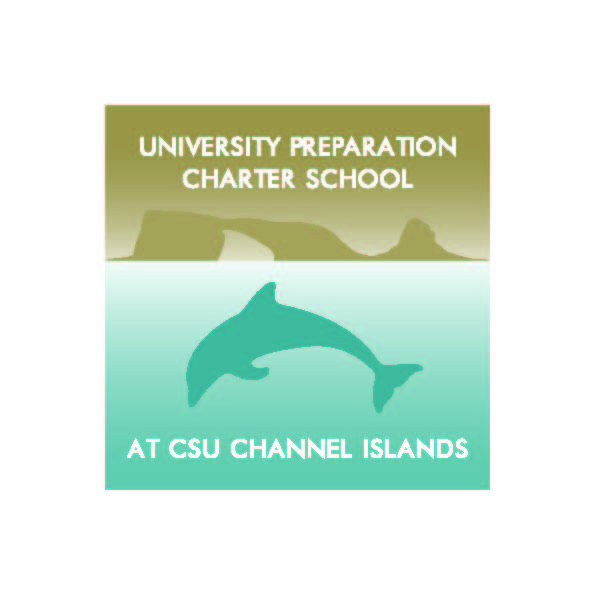 UNIVERSITY PREPARATION
CHARTER SCHOOL
AT CSU CHANNEL ISLANDS